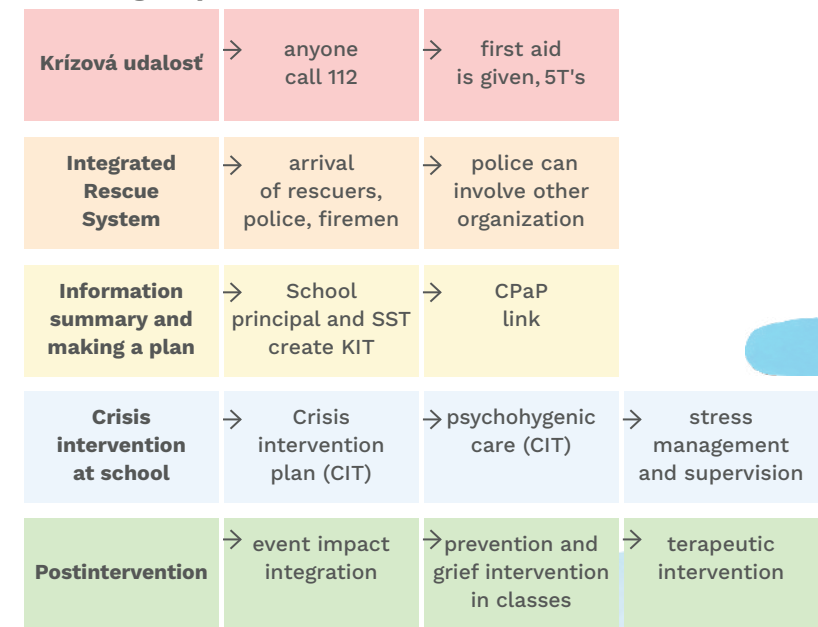 Krízová udalosť
anyone
call 112
first aid
is given, 5T's
Integrated
Rescue
System
arrival
of rescuers,
police, firemen
police can
involve other
organization
Information
summary and
making a plan
School
principal and SST
create KIT
CPaP
link
Crisis
intervention
at school
Crisis
intervention
plan (CIT)
psychohygenic
care (CIT)
stress
management
and supervision
Postintervention
event impact
integration
prevention and
grief intervention
in classes
terapeutic
intervention